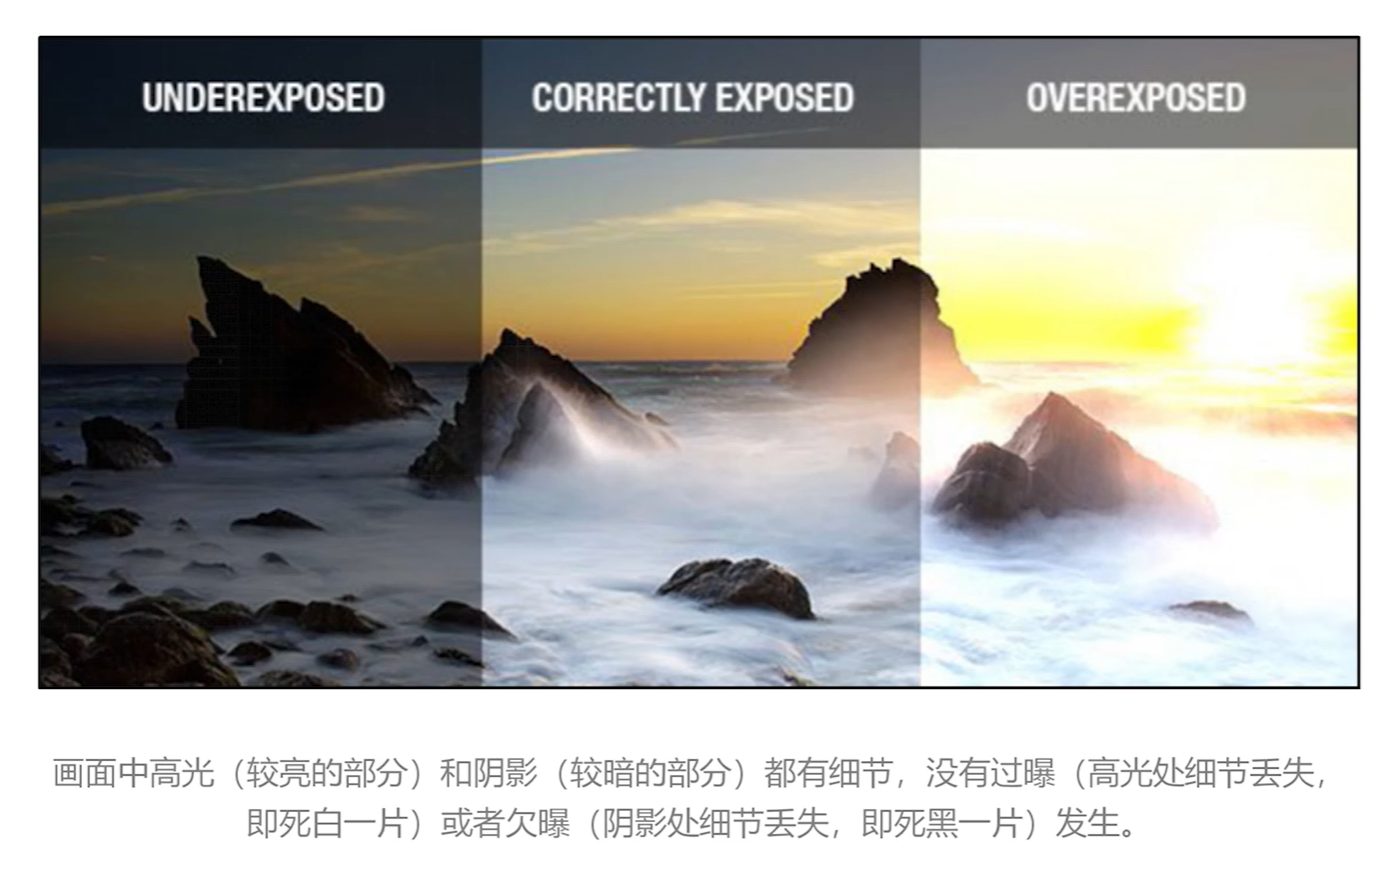 UNDEREXPOSED
CORRECTLY EXPOSED
OVEREXPOSED
画面中高光（较亮的部分）和阴影（较暗的部分）都有细节，没有过曝（高光处细节丢失，
即死白一片）或者欠曝（阴影处细节丢失，即死黑一片）发生。